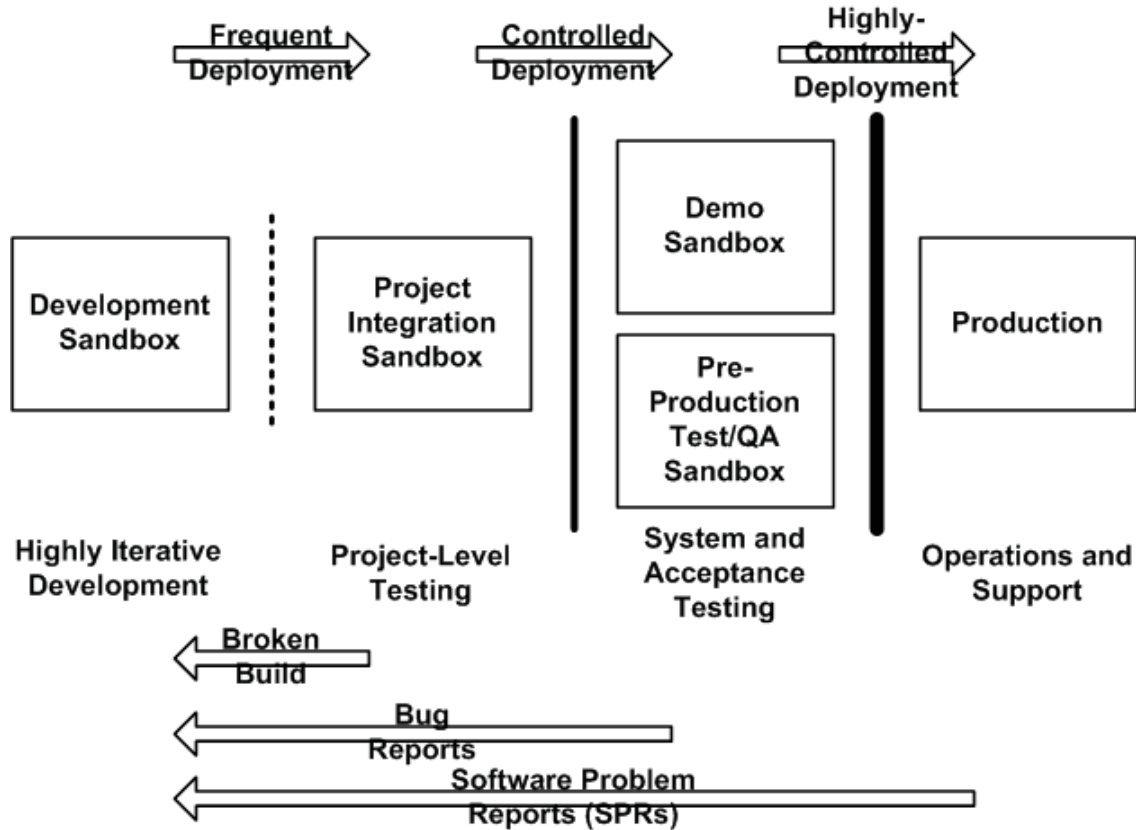 Frequent
Deployment
Controlled
Deployment
Highly-
Controlled
Deployment
Development
Sandbox
Project
Integration
Sandbox
Demo
Sandbox
Pre-
Production
Test/QA
Sandbox
Production
Highly Iterative
Development
Project-Level
Testing
System and
Acceptance
Testing
Operations and
Support
Broken
Build
Bug
Reports
Software Problem
Reports (SPRs)